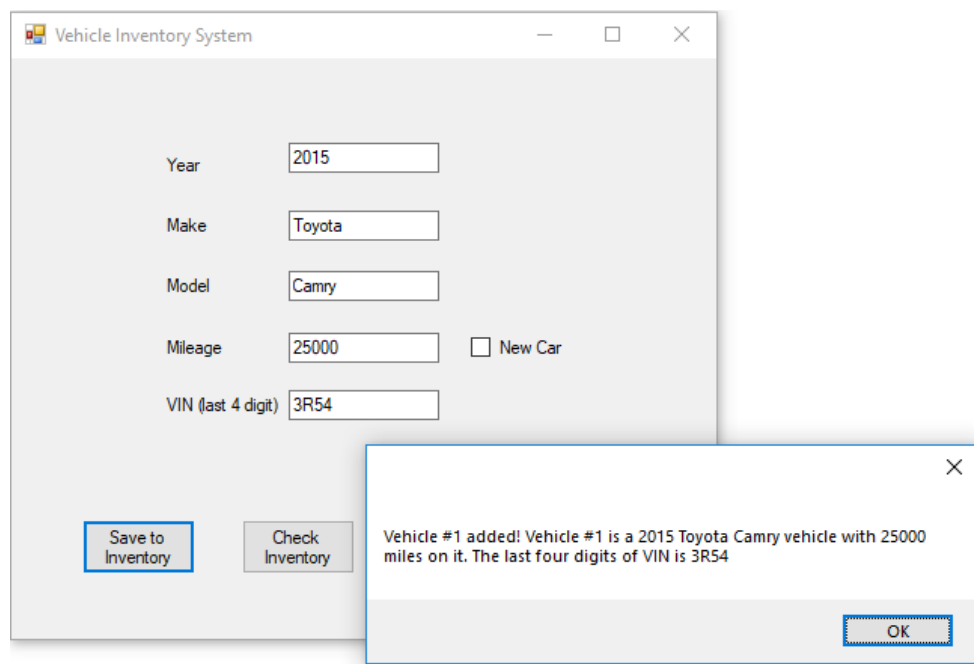 Vehicle Inventory System
Year
2015
Make
Toyota
Model
Camry
Mileage
25000
New Car
VIN (last 4 digit)
3R54
Save to
Inventory
Check
Inventory
Vehicle #1 added! Vehicle #1 is a 2015 Toyota Camry vehicle with 25000
miles on it. The last four digits of VIN is 3R54
OK